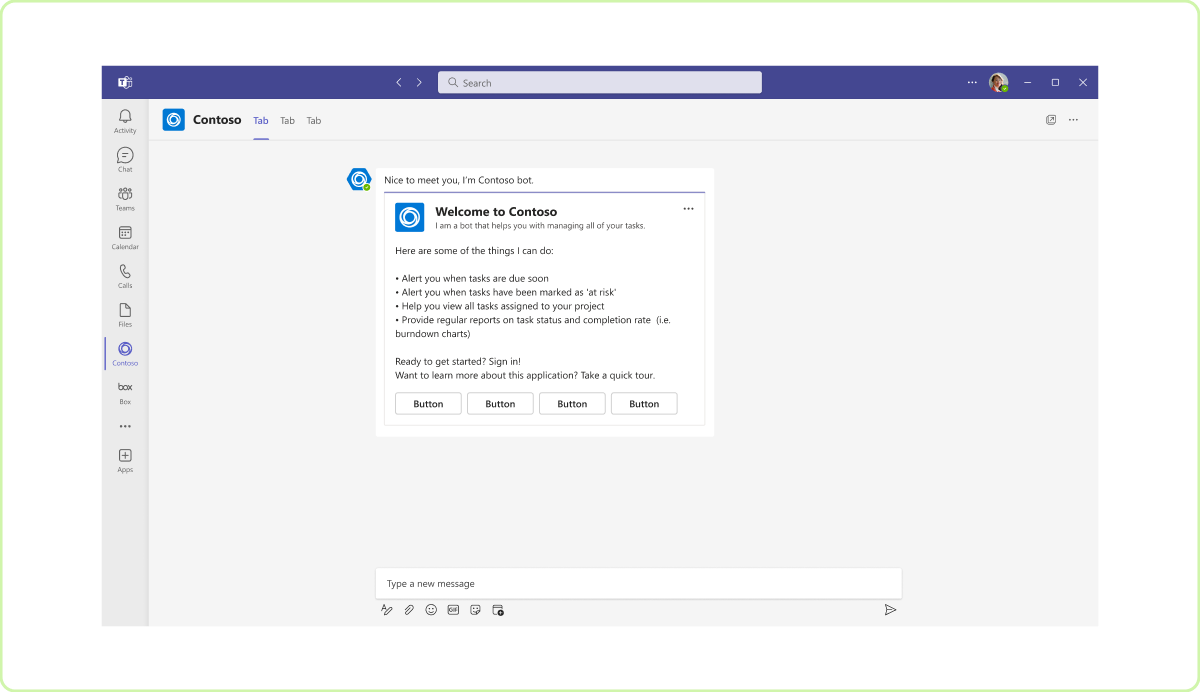 Search
Activity
Chat
Teams
Calendar
Calls
Files
Contoso
box
Box
Apps
Contoso Tab Tab Tab
Nice to meet you, I'm Contoso bot.
Welcome to Contoso
I am a bot that helps you with managing all of your tasks.
Here are some of the things I can do:
• Alert you when tasks are due soon
• Alert you when tasks have been marked as 'at risk'
• Help you view all tasks assigned to your project
• Provide regular reports on task status and completion rate (i.e.
burndown charts)
Ready to get started? Sign in!
Want to learn more about this application? Take a quick tour.
Button Button Button Button
Type a new message
GIF